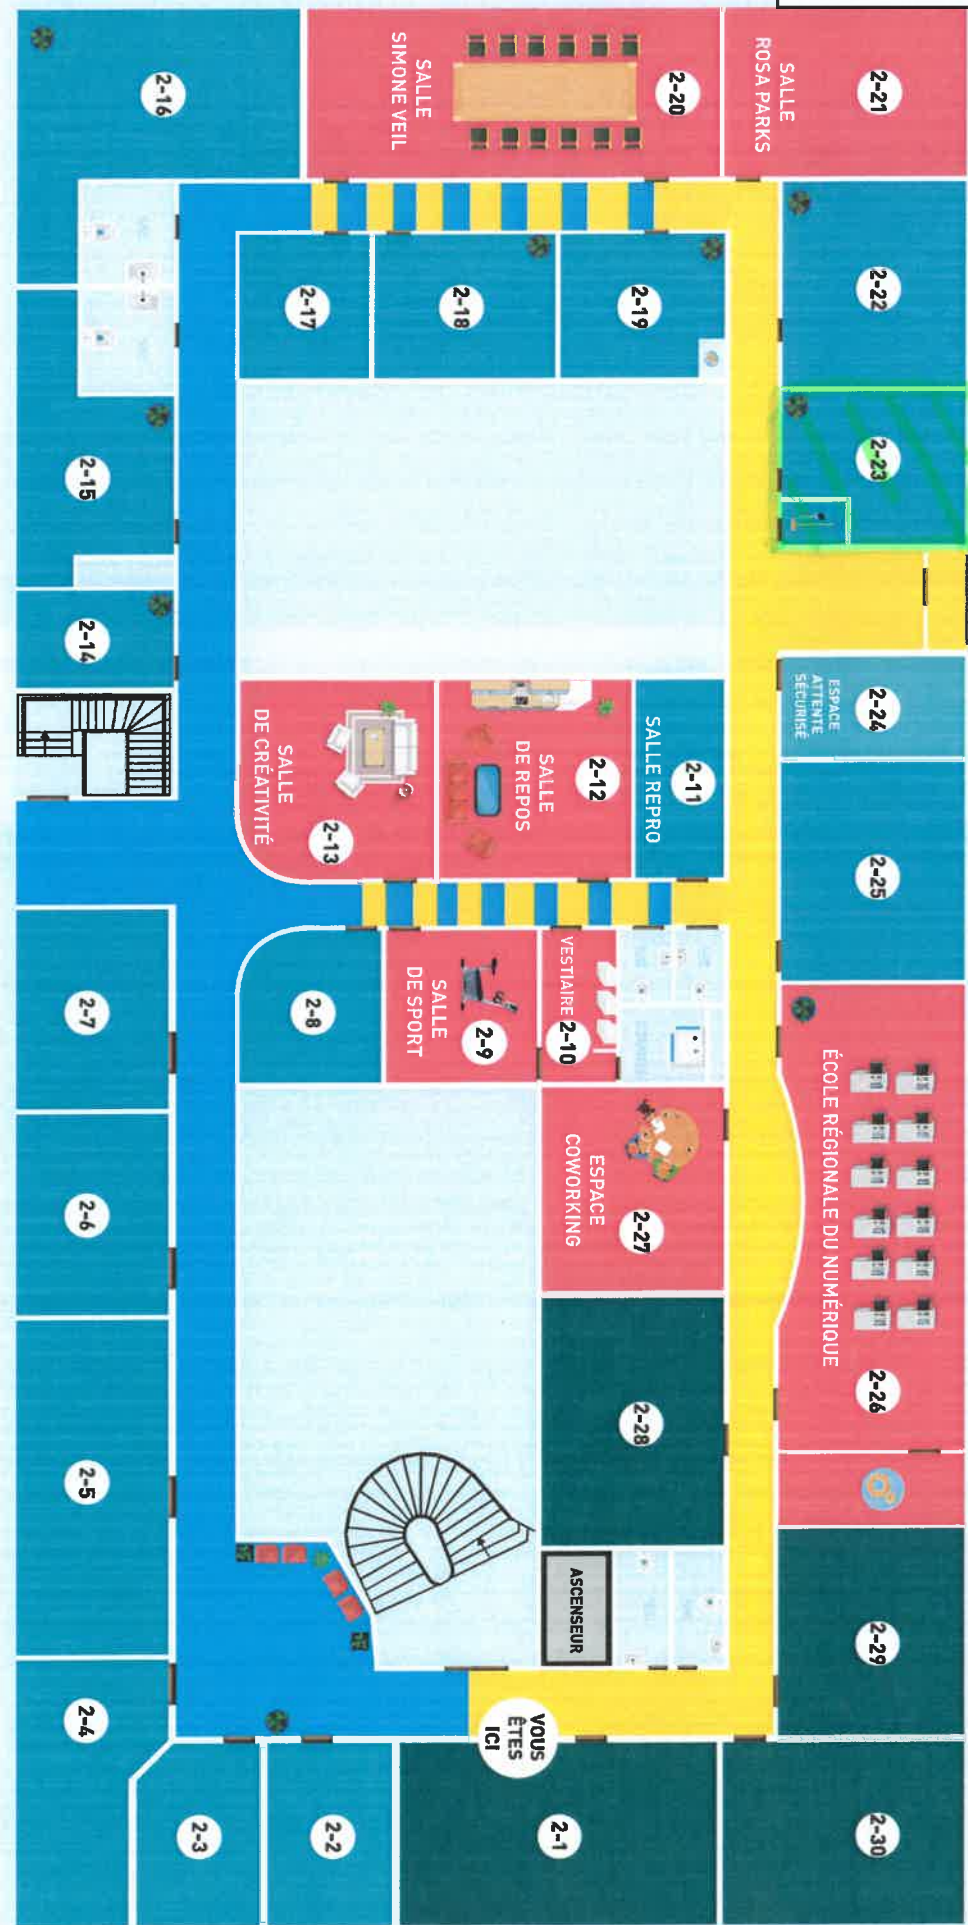 2-16
SALLE
SIMONE VEIL
2-20
SALLE
ROSA PARKS
2-21
2-17
2-18
2-19
2-22
2-23
2-15
2-14
SALLE
DE CRÉATIVITÉ
2-13
SALLE
DE REPOS
2-12
SALLE REPRO
2-11
ESPACE
ATTENTE
SÉCURISÉ
2-24
2-25
2-7
2-8
SALLE
DE SPORT
2-9
VESTIAIRE
2-10
ÉCOLE RÉGIONALE DU NUMÉRIQUE
2-26
2-6
ESPACE
COWORKING
2-27
2-28
2-5
ASCENSEUR
2-29
2-4
VOUS
ÊTES
ICI
2-3
2-2
2-1
2-30